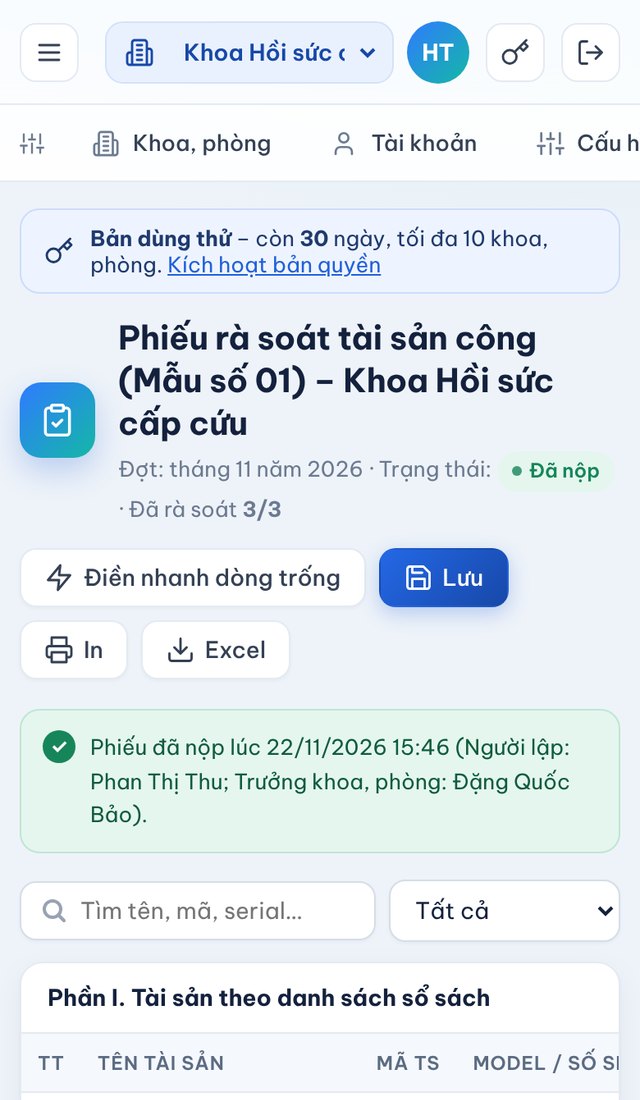 Khoa Hồi sức c
HT
Khoa, phòng
Tài khoản
Cấu h
Bản dùng thử – còn 30 ngày, tối đa 10 khoa,
phòng. Kích hoạt bản quyền
Phiếu rà soát tài sản công
(Mẫu số 01) – Khoa Hồi sức
cấp cứu
Đợt: tháng 11 năm 2026 · Trạng thái: Đã nộp
· Đã rà soát 3/3
Điền nhanh dòng trống
Lưu
In
Excel
Phiếu đã nộp lúc 22/11/2026 15:46 (Người lập:
Phan Thị Thu; Trưởng khoa, phòng: Đặng Quốc
Bảo).
Tìm tên, mã, serial...
Tất cả
Phần I. Tài sản theo danh sách sổ sách
TT TÊN TÀI SẢN MÃ TS MODEL / SỐ